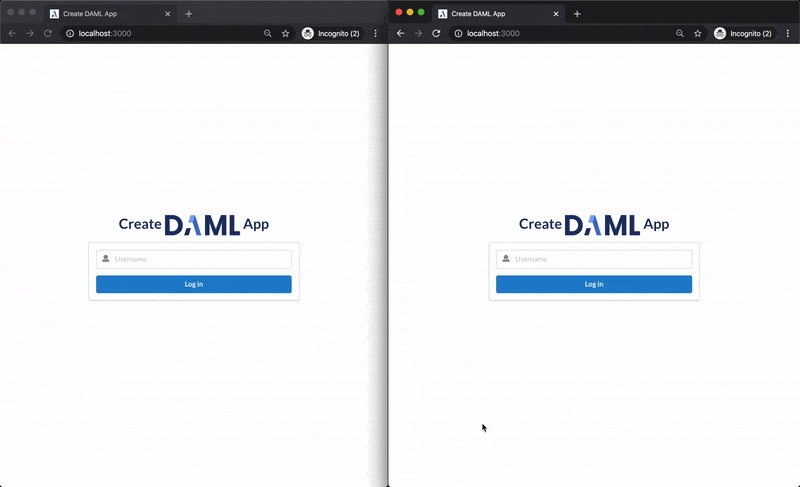 Create DAML App
localhost:3000
Incognito (2)
Create DAML App
Username
Log in
Create DAML App
localhost:3000
Incognito (2)
Create DAML App
Username
Log in